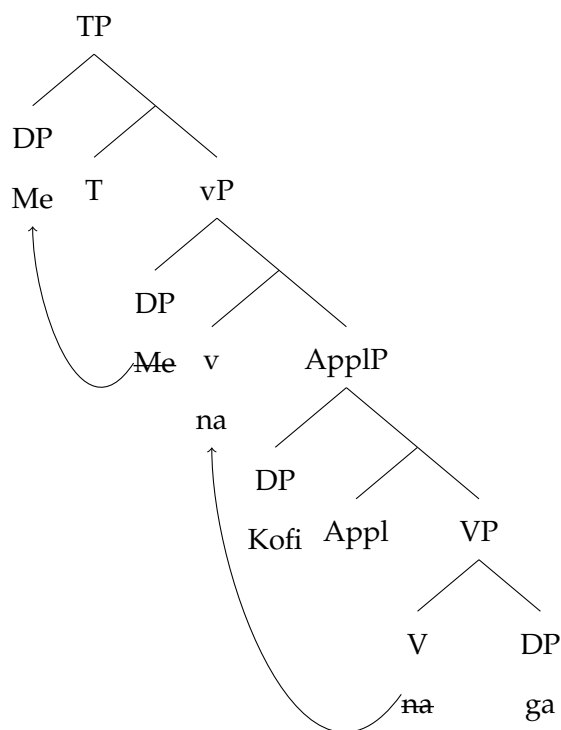 TP
DP
Me T vP
DP
Me v ApplP
na
DP
Kofi Appl VP
V DP
na ga